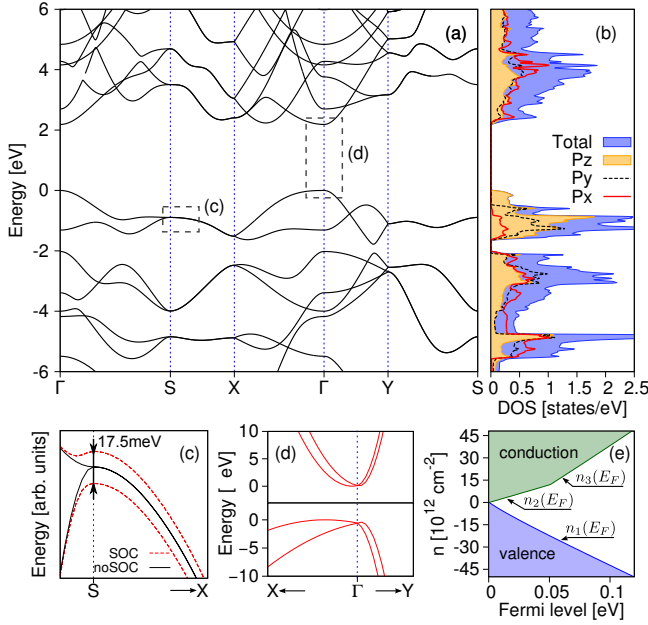 (a)
(b)
6
4
2
0
-2
-4
-6
Energy [eV]
(c)
(d)
Γ
S
X
Γ
Y
S
Total
Pz
Py
Px
0
0.5
1.0
1.5
2.0
2.5
DOS [states/eV]
(c)
17.5meV
Energy [arb. units]
SOC
noSOC
S
X
(d)
10
5
0
0
-5
-10
Energy [ eV]
X
Γ
Y
(e)
45
30
15
0
-15
-30
-45
n [10¹² cm⁻²]
conduction
n₃(E_F)
n₂(E_F)
n₁(E_F)
valence
0
0.05
0.1
Fermi level [eV]